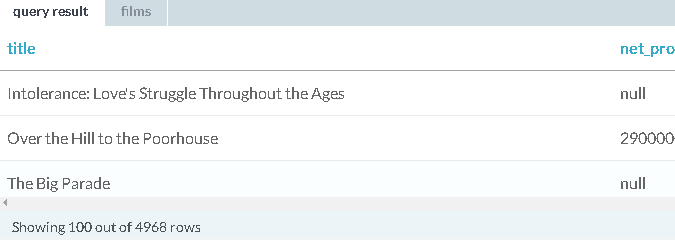 query result films
title net_pro
Intolerance: Love's Struggle Throughout the Ages null
Over the Hill to the Poorhouse 290000
The Big Parade null
Showing 100 out of 4968 rows